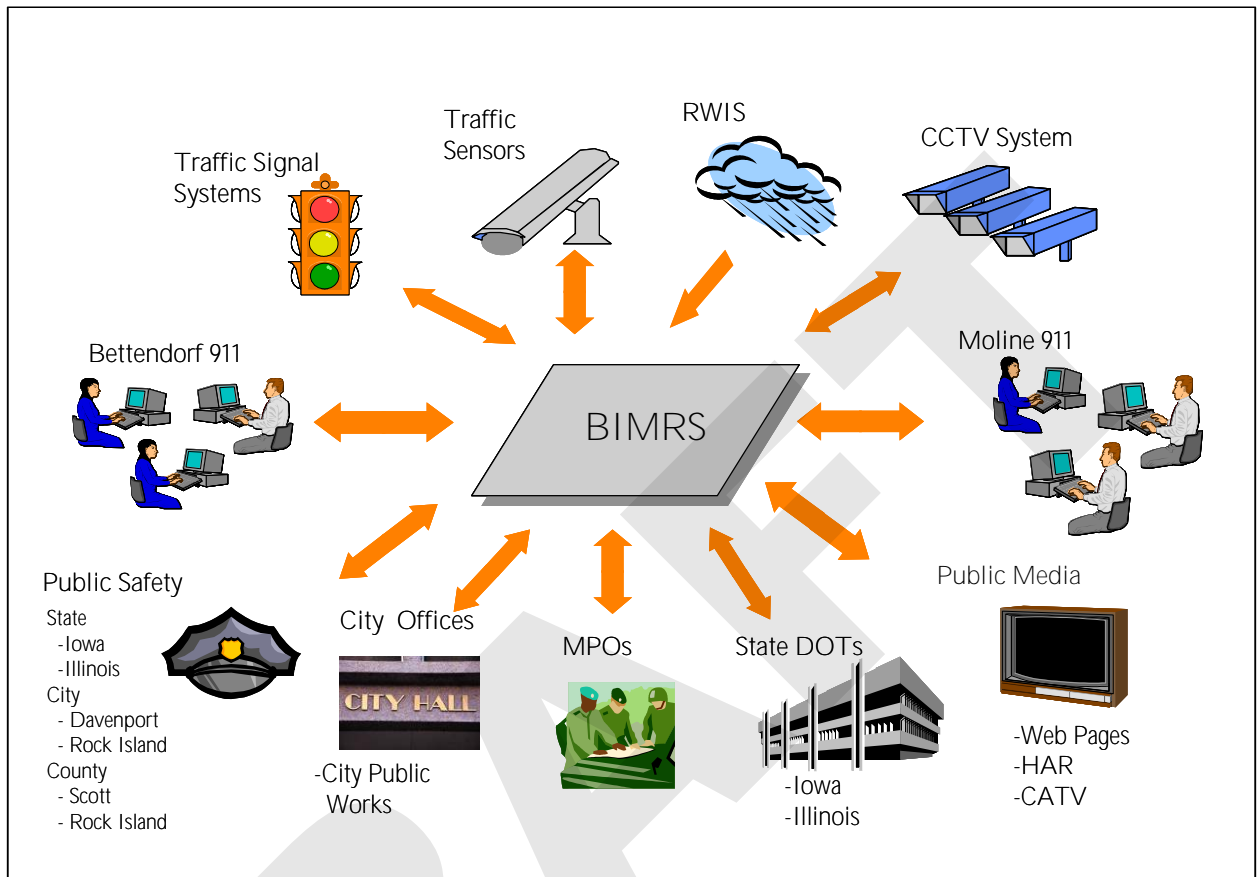 Traffic Signal
Systems
Traffic
Sensors
RWIS
CCTV System
Bettendorf 911
BIMRS
Moline 911
Public Safety
State
-Iowa
-Illinois
City
- Davenport
- Rock Island
County
- Scott
- Rock Island
City Offices
CITY HALL
-City Public
Works
MPOs
State DOTs
-Iowa
-Illinois
Public Media
-Web Pages
-HAR
-CATV
DRAFT